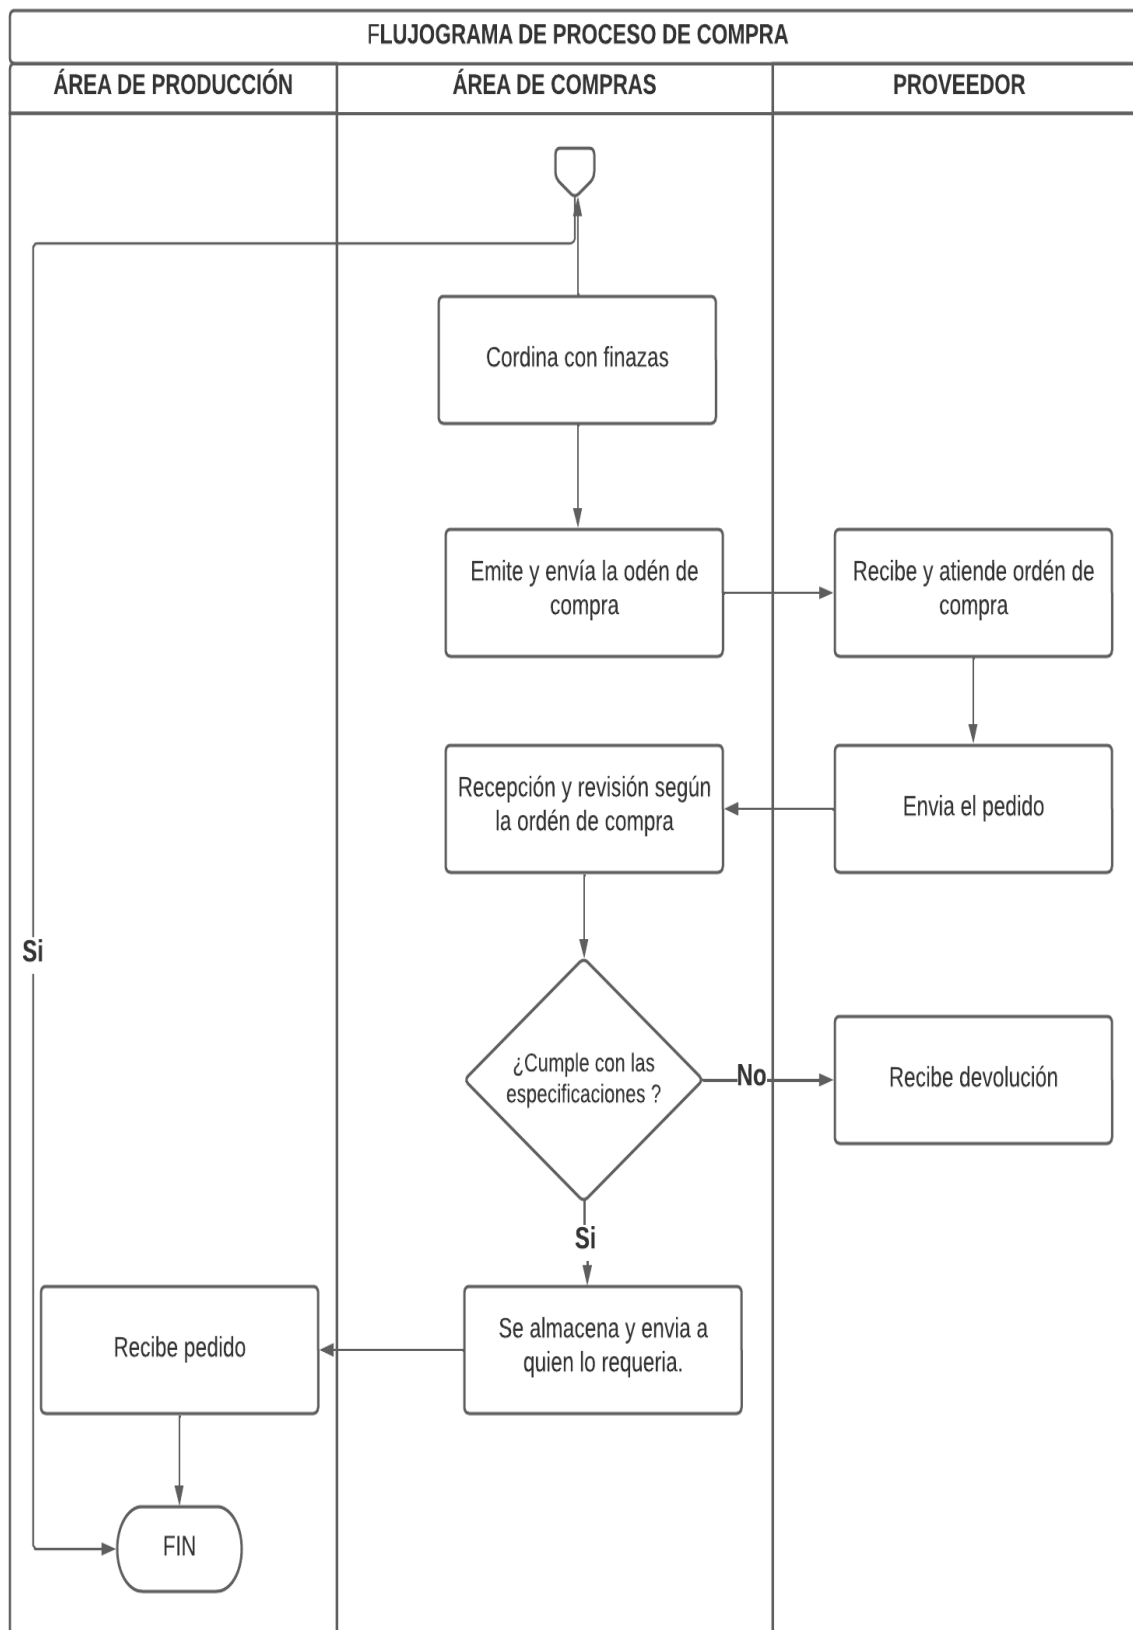 FLUJOGRAMA DE PROCESO DE COMPRA
ÁREA DE PRODUCCIÓN
ÁREA DE COMPRAS
PROVEEDOR
Cordina con finazas
Emite y envía la odén de
compra
Recibe y atiende ordén de
compra
Recepción y revisión según
la ordén de compra
Envia el pedido
Si
¿Cumple con las
especificaciones ?
No
Recibe devolución
Si
Recibe pedido
Se almacena y envia a
quien lo requeria.
FIN